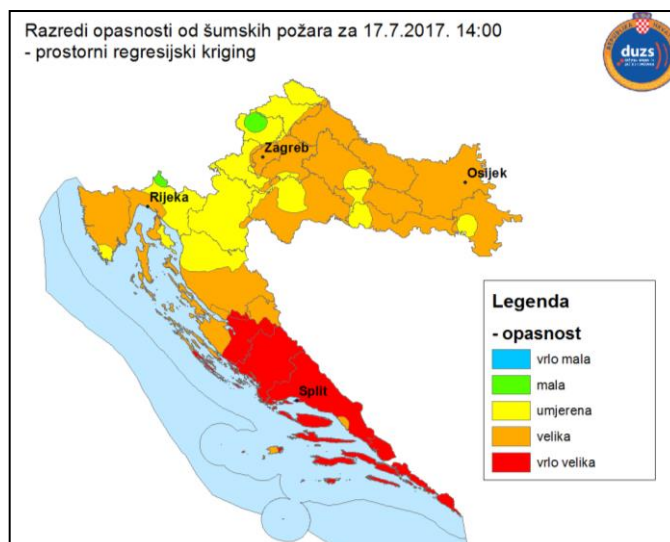 Razredi opasnosti od šumskih požara za 17.7.2017. 14:00
- prostorni regresijski kriging
duzs
Zagreb
Osijek
Rijeka
Split
Legenda
- opasnost
vrlo mala
mala
umjerena
velika
vrlo velika